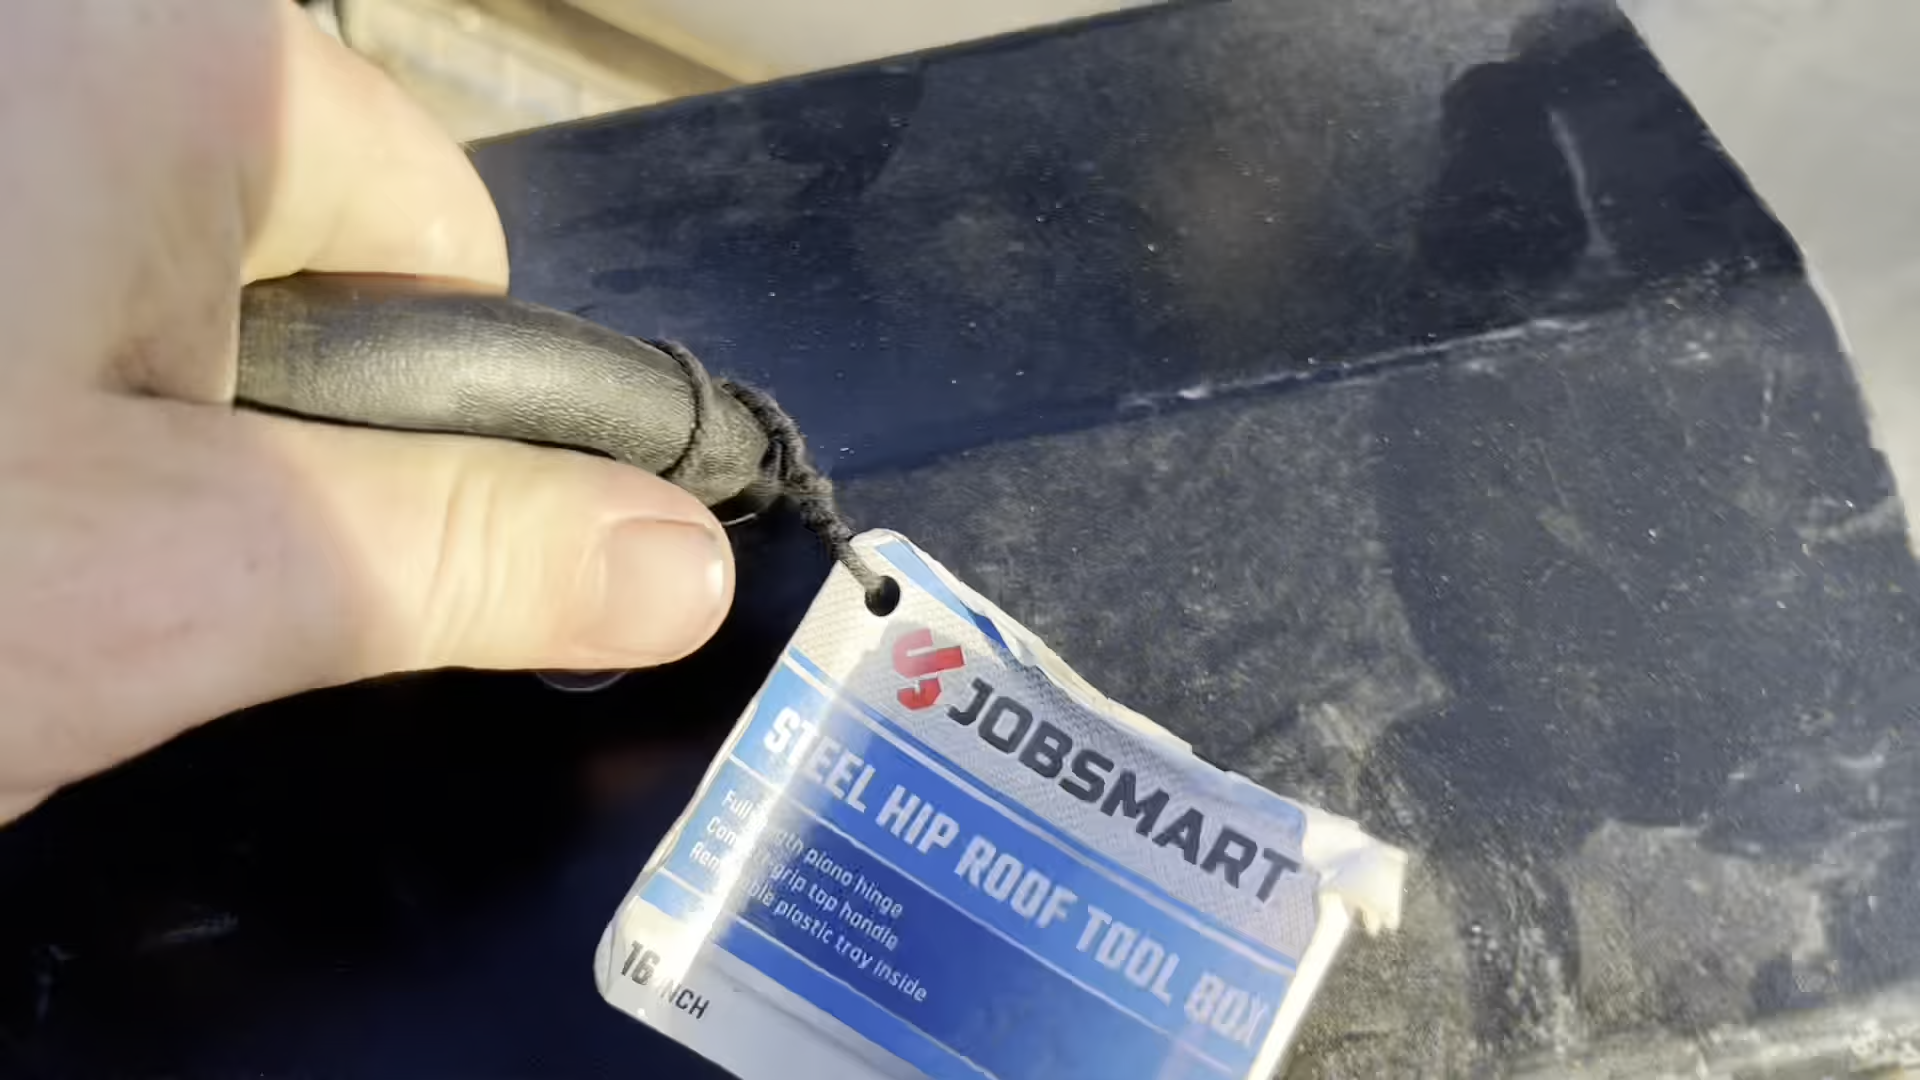 JOBSMART
STEEL HIP ROOF TOOL BOX
piano hinge
grip top handle
plastic tray inside
16 INCH